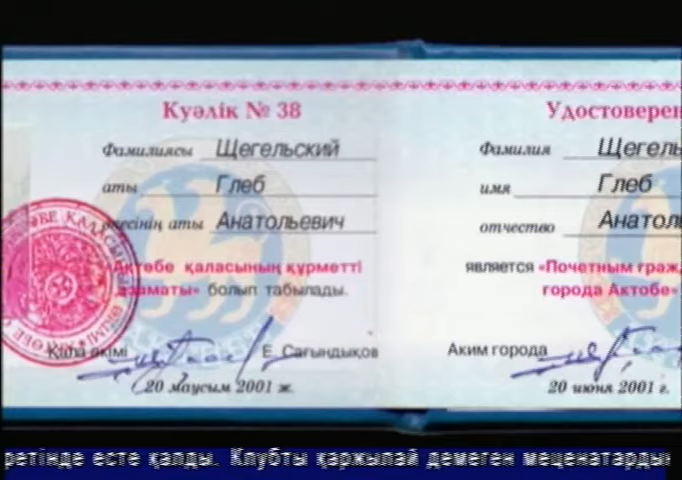 Куәлік № 38
Фамилиясы Щегельский
аты Глеб
әкесінің аты Анатольевич
«Ақтөбе қаласының құрметті
азаматы» болып табылады.
Қала әкімі Е. Сағындықов
20 маусым 2001 ж.
Удостоверен
Фамилия Щегель
имя Глеб
отчество Анатол
является «Почетным граж
города Актобе»
Аким города
20 июня 2001 г.
ретінде есте қалды. Клубты қаржылай демеген меценатарды